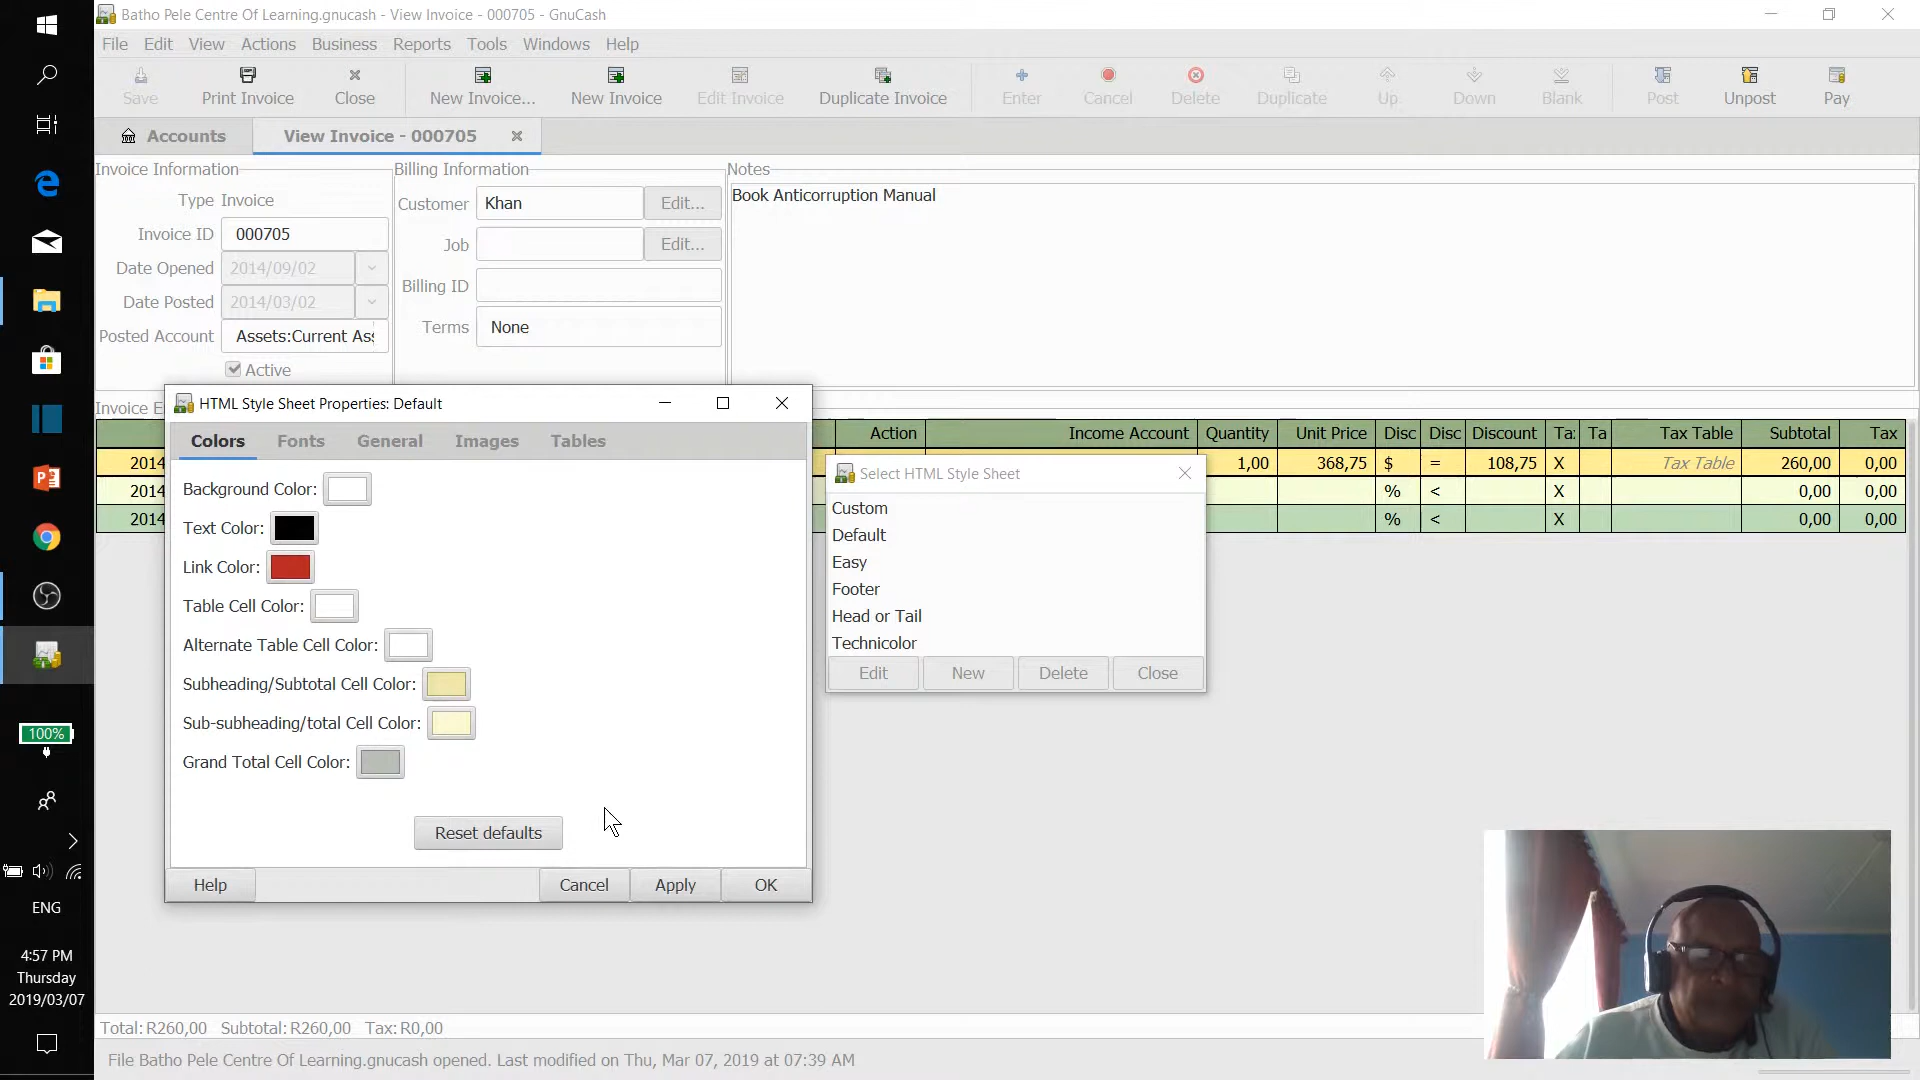 Batho Pele Centre Of Learning.gnucash - View Invoice - 000705 - GnuCash
File Edit View Actions Business Reports Tools Windows Help
Save Print Invoice Close New Invoice... New Invoice Edit Invoice Duplicate Invoice Enter Cancel Delete Duplicate Up Down Blank Post Unpost Pay
Accounts View Invoice - 000705
Invoice Information
Type Invoice
Invoice ID 000705
Date Opened 2014/09/02
Date Posted 2014/03/02
Posted Account Assets:Current Ass
Active
Billing Information
Customer Khan Edit...
Job Edit...
Billing ID
Terms None
Notes
Book Anticorruption Manual
Invoice E
Action Income Account Quantity Unit Price Disc Disc Discount Ta: Ta Tax Table Subtotal Tax
2014 1,00 368,75 $ = 108,75 X Tax Table 260,00 0,00
2014 % < X 0,00 0,00
2014 % < X 0,00 0,00
HTML Style Sheet Properties: Default
Colors Fonts General Images Tables
Background Color:
Text Color:
Link Color:
Table Cell Color:
Alternate Table Cell Color:
Subheading/Subtotal Cell Color:
Sub-subheading/total Cell Color:
Grand Total Cell Color:
Reset defaults
Help Cancel Apply OK
Select HTML Style Sheet
Custom
Default
Easy
Footer
Head or Tail
Technicolor
Edit New Delete Close
100%
ENG
4:57 PM
Thursday
2019/03/07
Total: R260,00 Subtotal: R260,00 Tax: R0,00
File Batho Pele Centre Of Learning.gnucash opened. Last modified on Thu, Mar 07, 2019 at 07:39 AM